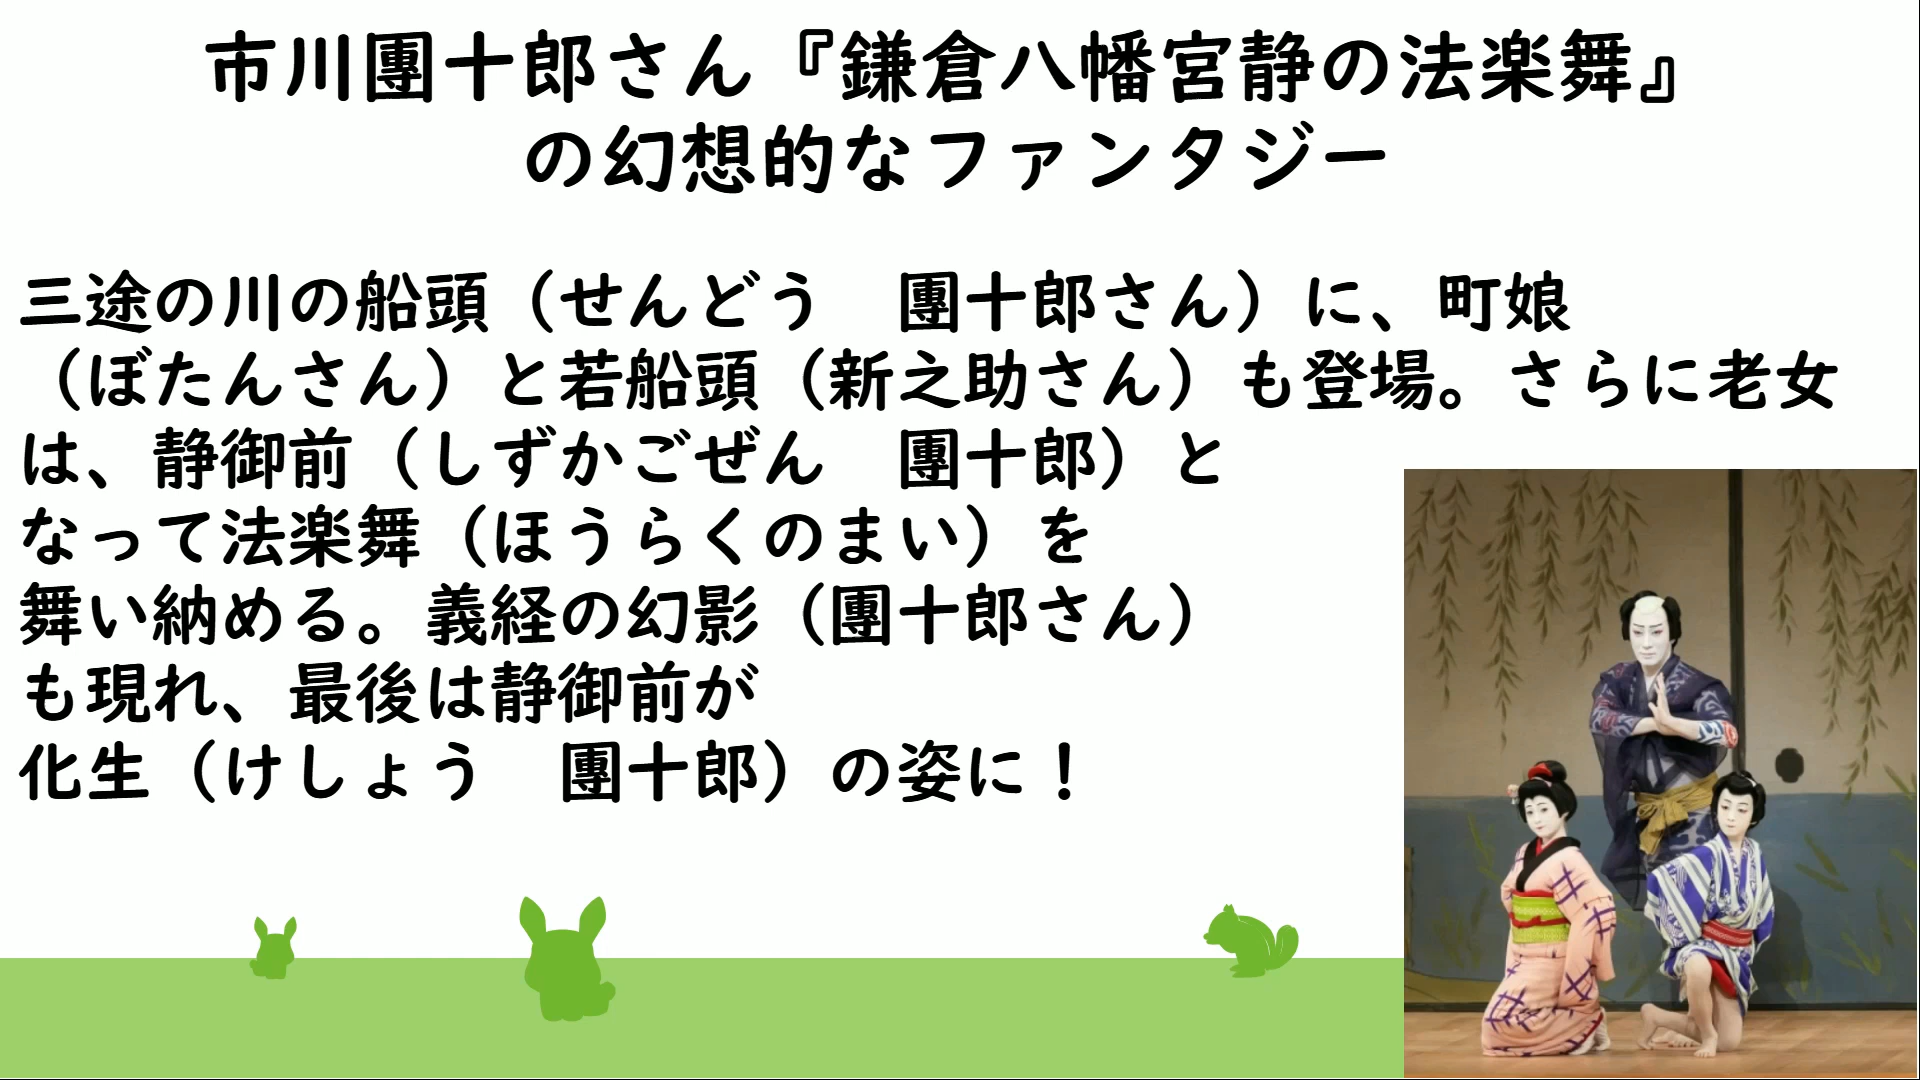 市川團十郎さん『鎌倉八幡宮静の法楽舞』
の幻想的なファンタジー
三途の川の船頭（せんどう　團十郎さん）に、町娘
（ぼたんさん）と若船頭（新之助さん）も登場。さらに老女
は、静御前（しずかごぜん　團十郎）と
なって法楽舞（ほうらくのまい）を
舞い納める。義経の幻影（團十郎さん）
も現れ、最後は静御前が
化生（けしょう　團十郎）の姿に！